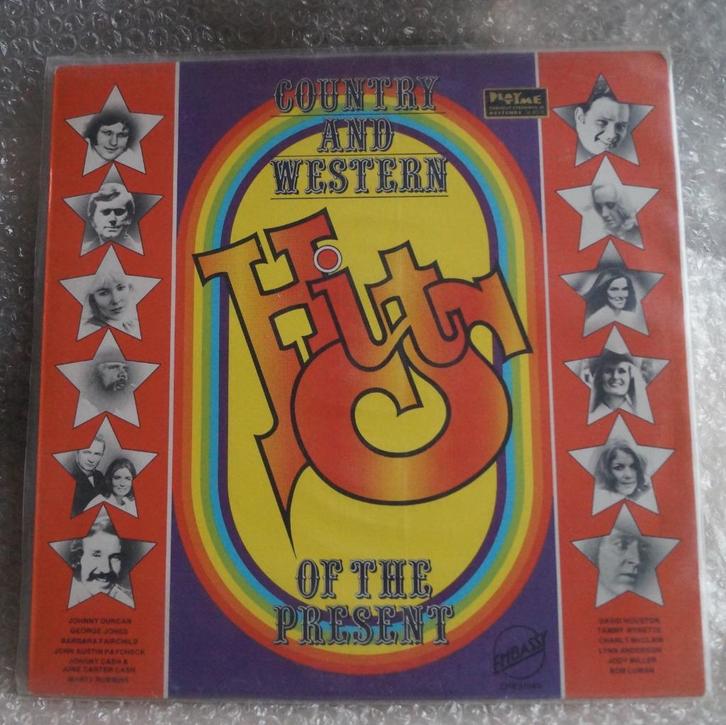 COUNTRY
AND
WESTERN
PLAY
TIME
Hits
OF THE
PRESENT
JOHNNY DUNCAN
GEORGE JONES
BARBARA FAIRCHILD
JOHN AUSTIN PAYCHECK
JOHNNY CASH &
JUNE CARTER CASH
MARTY ROBBINS
DAVID HOUSTON
TAMMY WYNETTE
CHARLY McCLAIN
LYNN ANDERSON
JODY MILLER
BOB LUMAN
EMBASSY